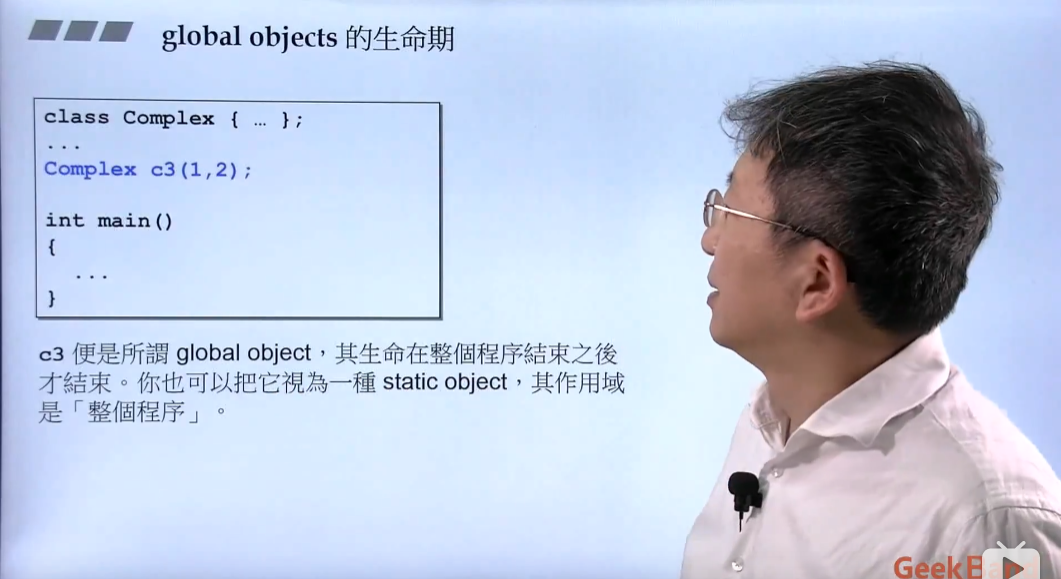 global objects 的生命期
class Complex { … };
...
Complex c3(1,2);
int main()
{
...
}
c3 便是所謂 global object，其生命在整個程序結束之後
才結束。你也可以把它視為一種 static object，其作用域
是「整個程序」。